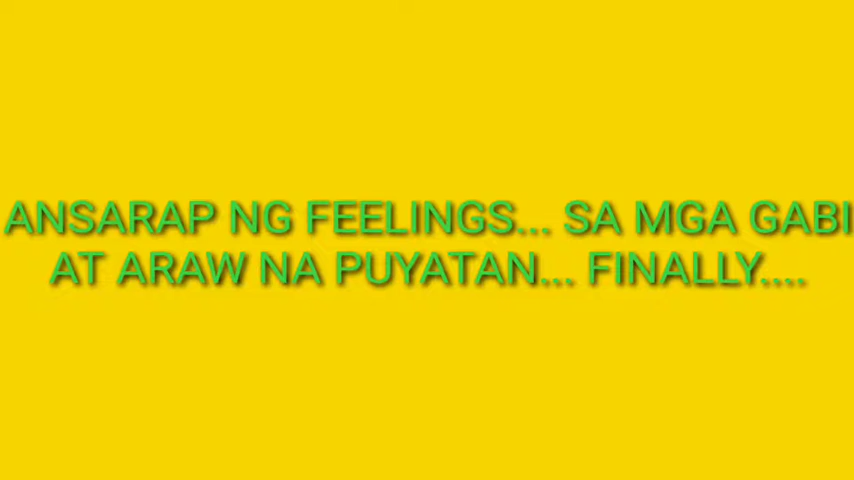 ANSARAP NG FEELINGS... SA MGA GABI
AT ARAW NA PUYATAN... FINALLY....